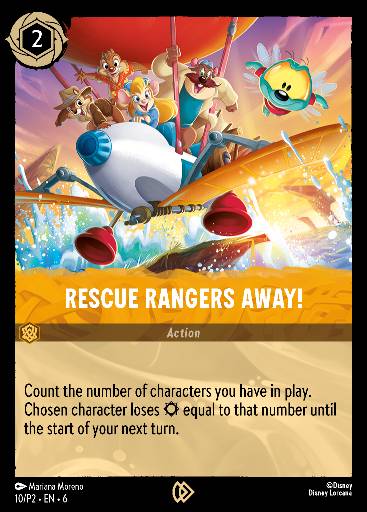 2
RESCUE RANGERS AWAY!
Action
Count the number of characters you have in play.
Chosen character loses equal to that number until
the start of your next turn.
Mariana Moreno
©Disney
10/P2 • EN • 6
Disney Lorcana